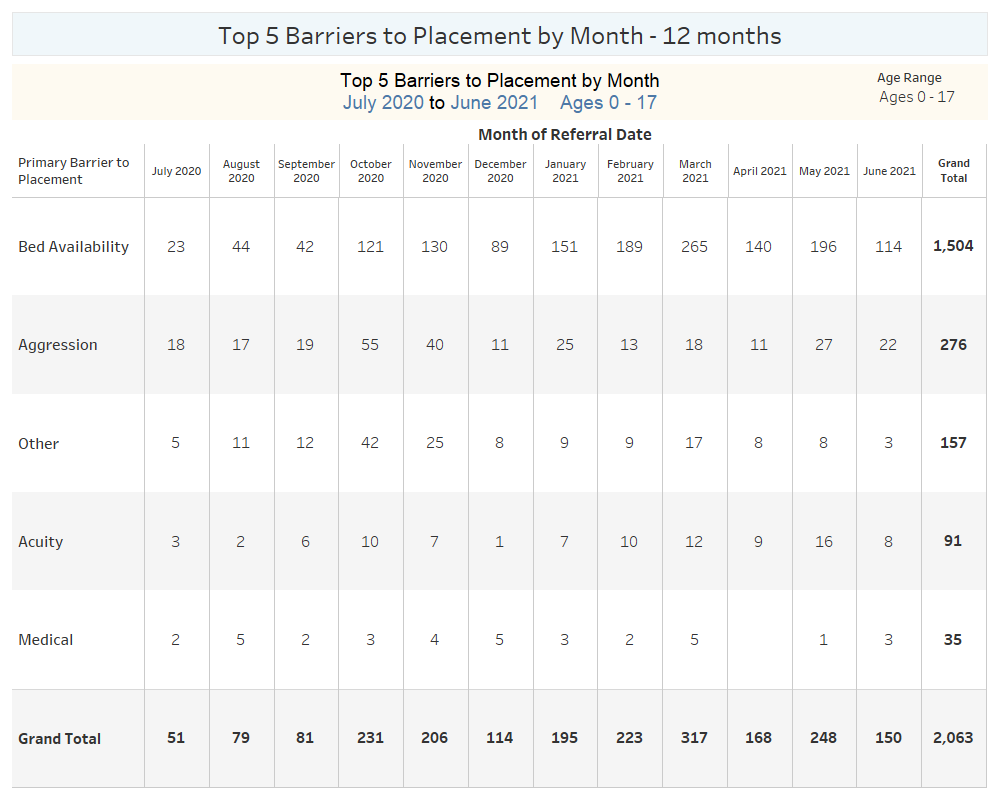 Top 5 Barriers to Placement by Month - 12 months
Top 5 Barriers to Placement by Month
July 2020 to June 2021 Ages 0 - 17
Age Range
Ages 0 - 17
Month of Referral Date
Primary Barrier to Placement July 2020 August 2020 September 2020 October 2020 November 2020 December 2020 January 2021 February 2021 March 2021 April 2021 May 2021 June 2021 Grand Total
Bed Availability 23 44 42 121 130 89 151 189 265 140 196 114 1,504
Aggression 18 17 19 55 40 11 25 13 18 11 27 22 276
Other 5 11 12 42 25 8 9 9 17 8 8 3 157
Acuity 3 2 6 10 7 1 7 10 12 9 16 8 91
Medical 2 5 2 3 4 5 3 2 5 1 3 35
Grand Total 51 79 81 231 206 114 195 223 317 168 248 150 2,063